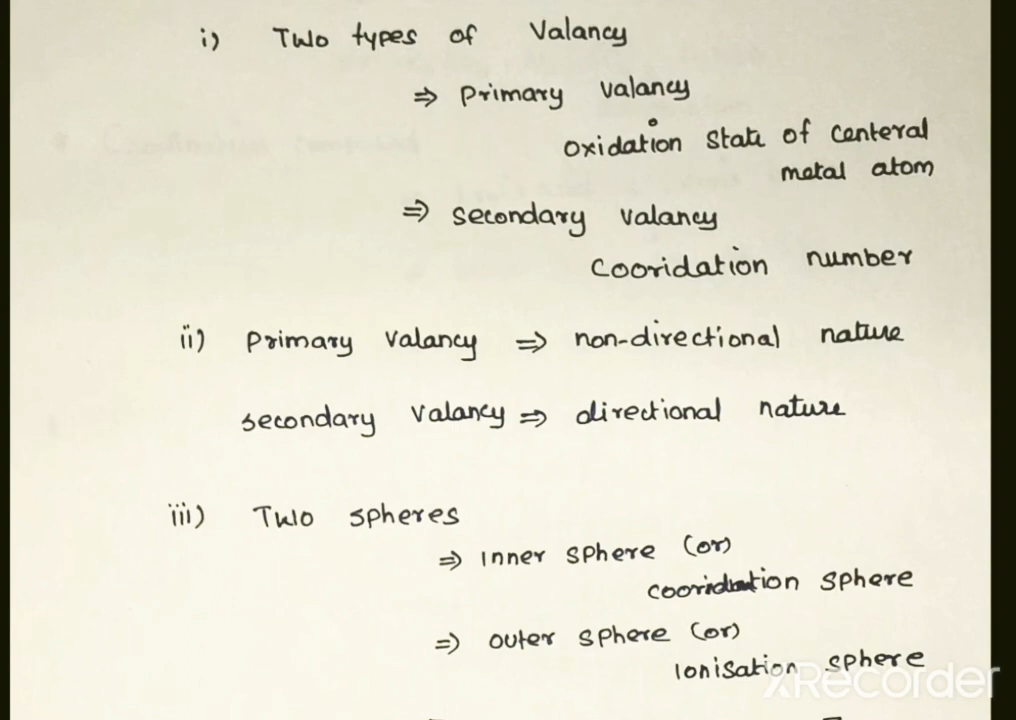 i) Two types of Valancy
⇒ Primary valancy
oxidation state of centeral
metal atom
⇒ Secondary valancy
Cooridation number
ii) Primary valancy ⇒ non-directional nature
secondary valancy ⇒ directional nature
iii) Two spheres
⇒ inner sphere (or)
cooridnation sphere
⇒ outer sphere (or)
Ionisation sphere
XRecorder